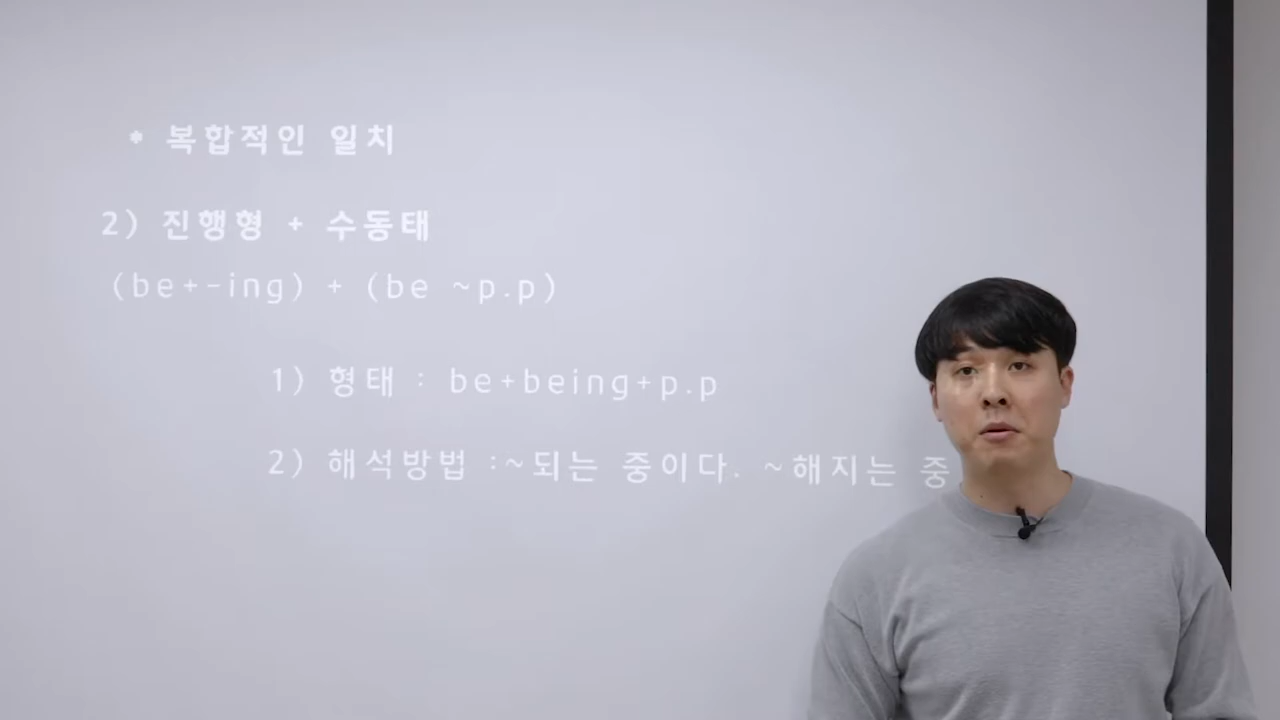 * 복합적인 일치
2) 진행형 + 수동태
(be+-ing) + (be ~p.p)
1) 형태 : be+being+p.p
2) 해석방법 :~되는 중이다. ~해지는 중